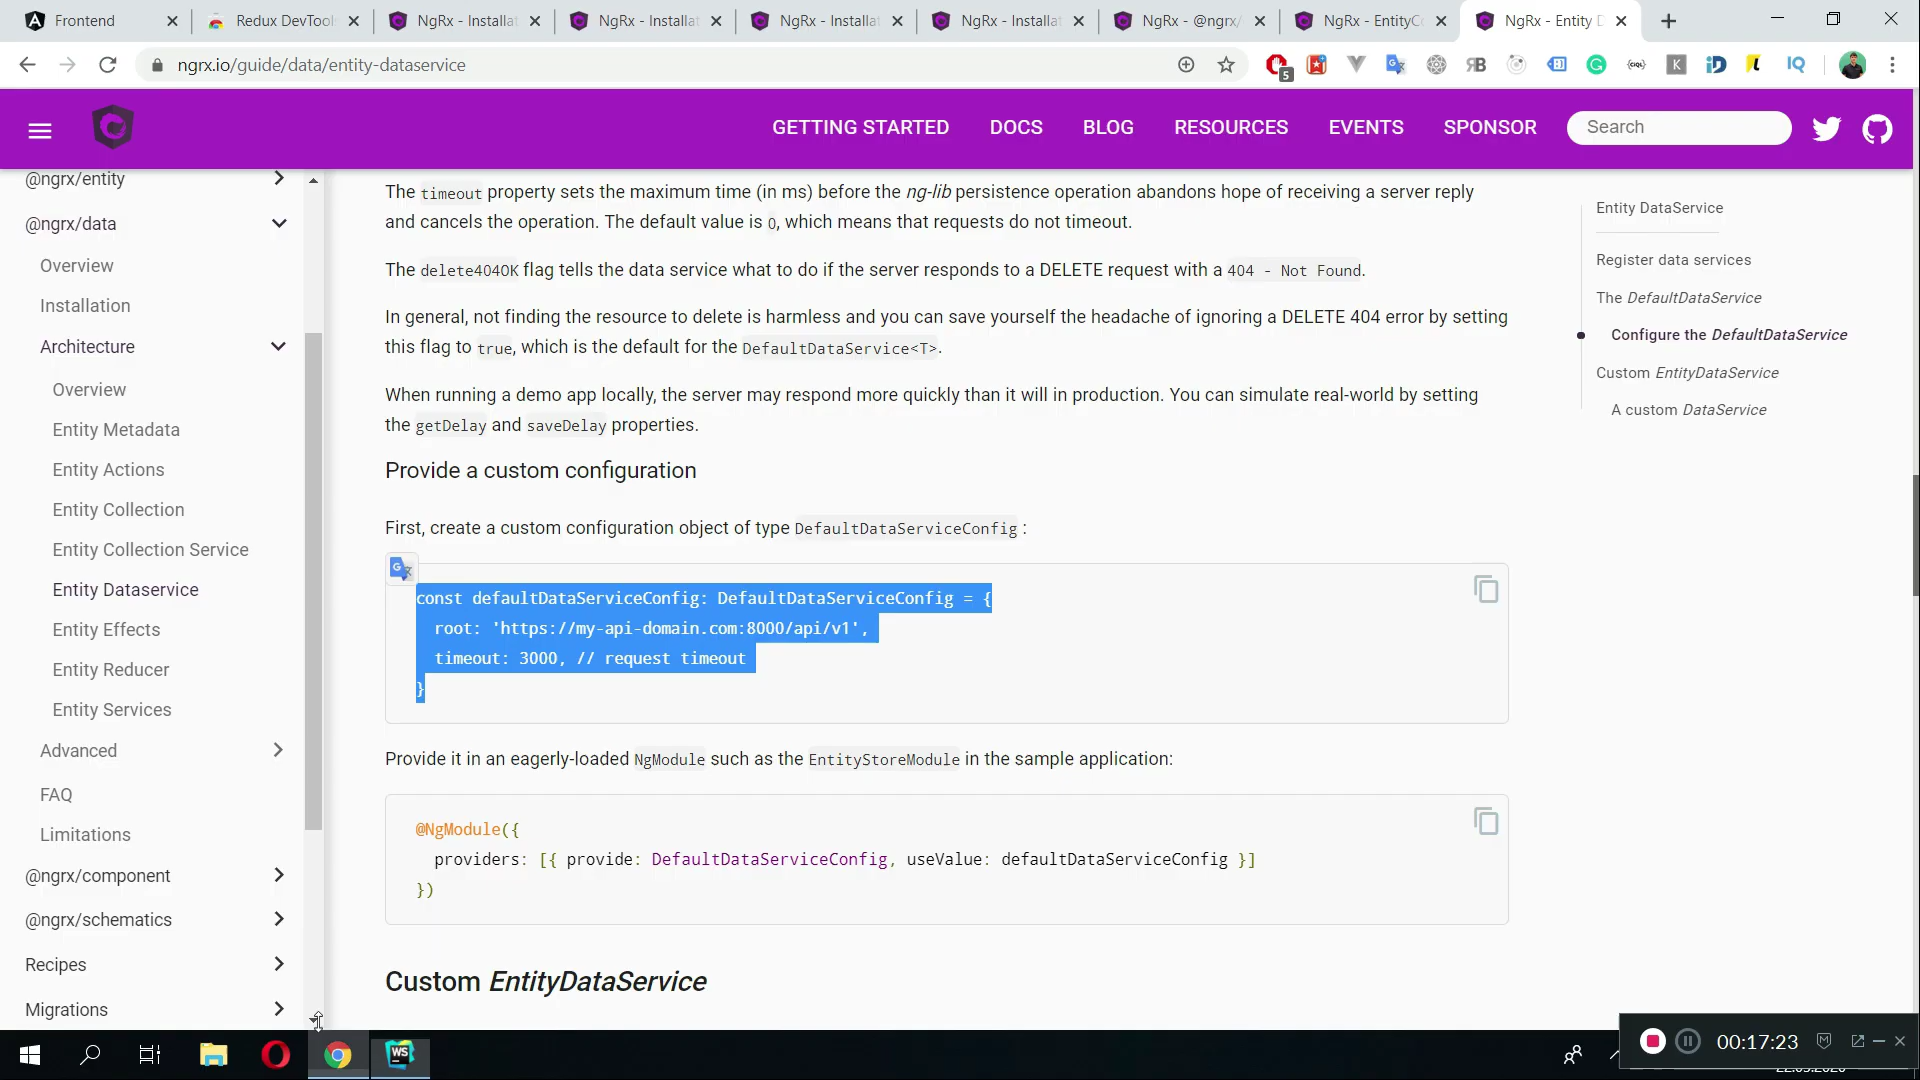 Frontend
Redux DevTool
NgRx - Installat
NgRx - Installat
NgRx - Installat
NgRx - Installat
NgRx - @ngrx/
NgRx - EntityCo
NgRx - Entity D
ngrx.io/guide/data/entity-dataservice
5
GETTING STARTED
DOCS
BLOG
RESOURCES
EVENTS
SPONSOR
Search
@ngrx/entity
@ngrx/data
Overview
Installation
Architecture
Overview
Entity Metadata
Entity Actions
Entity Collection
Entity Collection Service
Entity Dataservice
Entity Effects
Entity Reducer
Entity Services
Advanced
FAQ
Limitations
@ngrx/component
@ngrx/schematics
Recipes
Migrations
The timeout property sets the maximum time (in ms) before the ng-lib persistence operation abandons hope of receiving a server reply
and cancels the operation. The default value is 0, which means that requests do not timeout.
The delete404OK flag tells the data service what to do if the server responds to a DELETE request with a 404 - Not Found.
In general, not finding the resource to delete is harmless and you can save yourself the headache of ignoring a DELETE 404 error by setting
this flag to true, which is the default for the DefaultDataService<T>.
When running a demo app locally, the server may respond more quickly than it will in production. You can simulate real-world by setting
the getDelay and saveDelay properties.
Provide a custom configuration
First, create a custom configuration object of type DefaultDataServiceConfig :
const defaultDataServiceConfig: DefaultDataServiceConfig = {
root: 'https://my-api-domain.com:8000/api/v1',
timeout: 3000, // request timeout
}
Provide it in an eagerly-loaded NgModule such as the EntityStoreModule in the sample application:
@NgModule({
providers: [{ provide: DefaultDataServiceConfig, useValue: defaultDataServiceConfig }]
})
Custom EntityDataService
Entity DataService
Register data services
The DefaultDataService
Configure the DefaultDataService
Custom EntityDataService
A custom DataService
WS
00:17:23